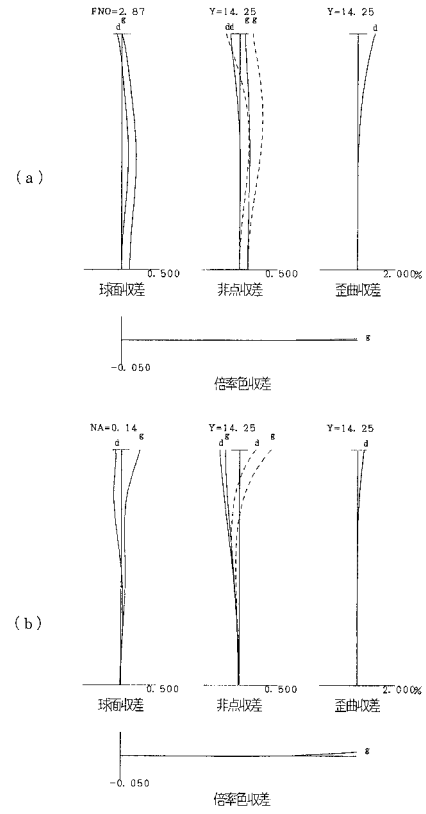 FNO=2.87 Y=14.25 Y=14.25
d g dd g g d
(a)
0.500 0.500 2.000%
球面収差 非点収差 歪曲収差
g
-0.050
倍率色収差
NA=0.14 Y=14.25 Y=14.25
d g d g d g d
(b)
0.500 0.500 2.000%
球面収差 非点収差 歪曲収差
g
-0.050
倍率色収差